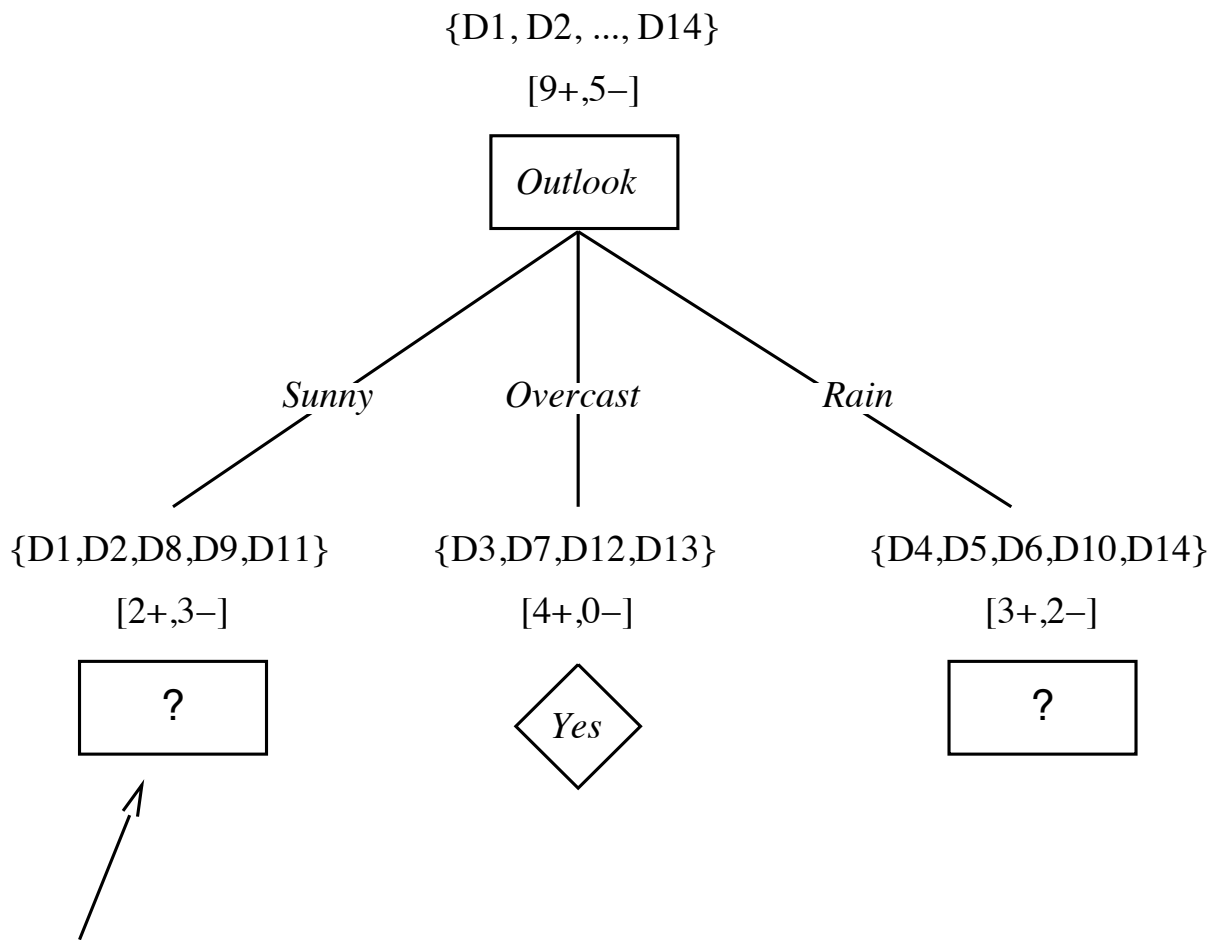 {D1, D2, ..., D14}
[9+,5−]
Outlook
Sunny Overcast Rain
{D1,D2,D8,D9,D11} {D3,D7,D12,D13} {D4,D5,D6,D10,D14}
[2+,3−] [4+,0−] [3+,2−]
? Yes ?